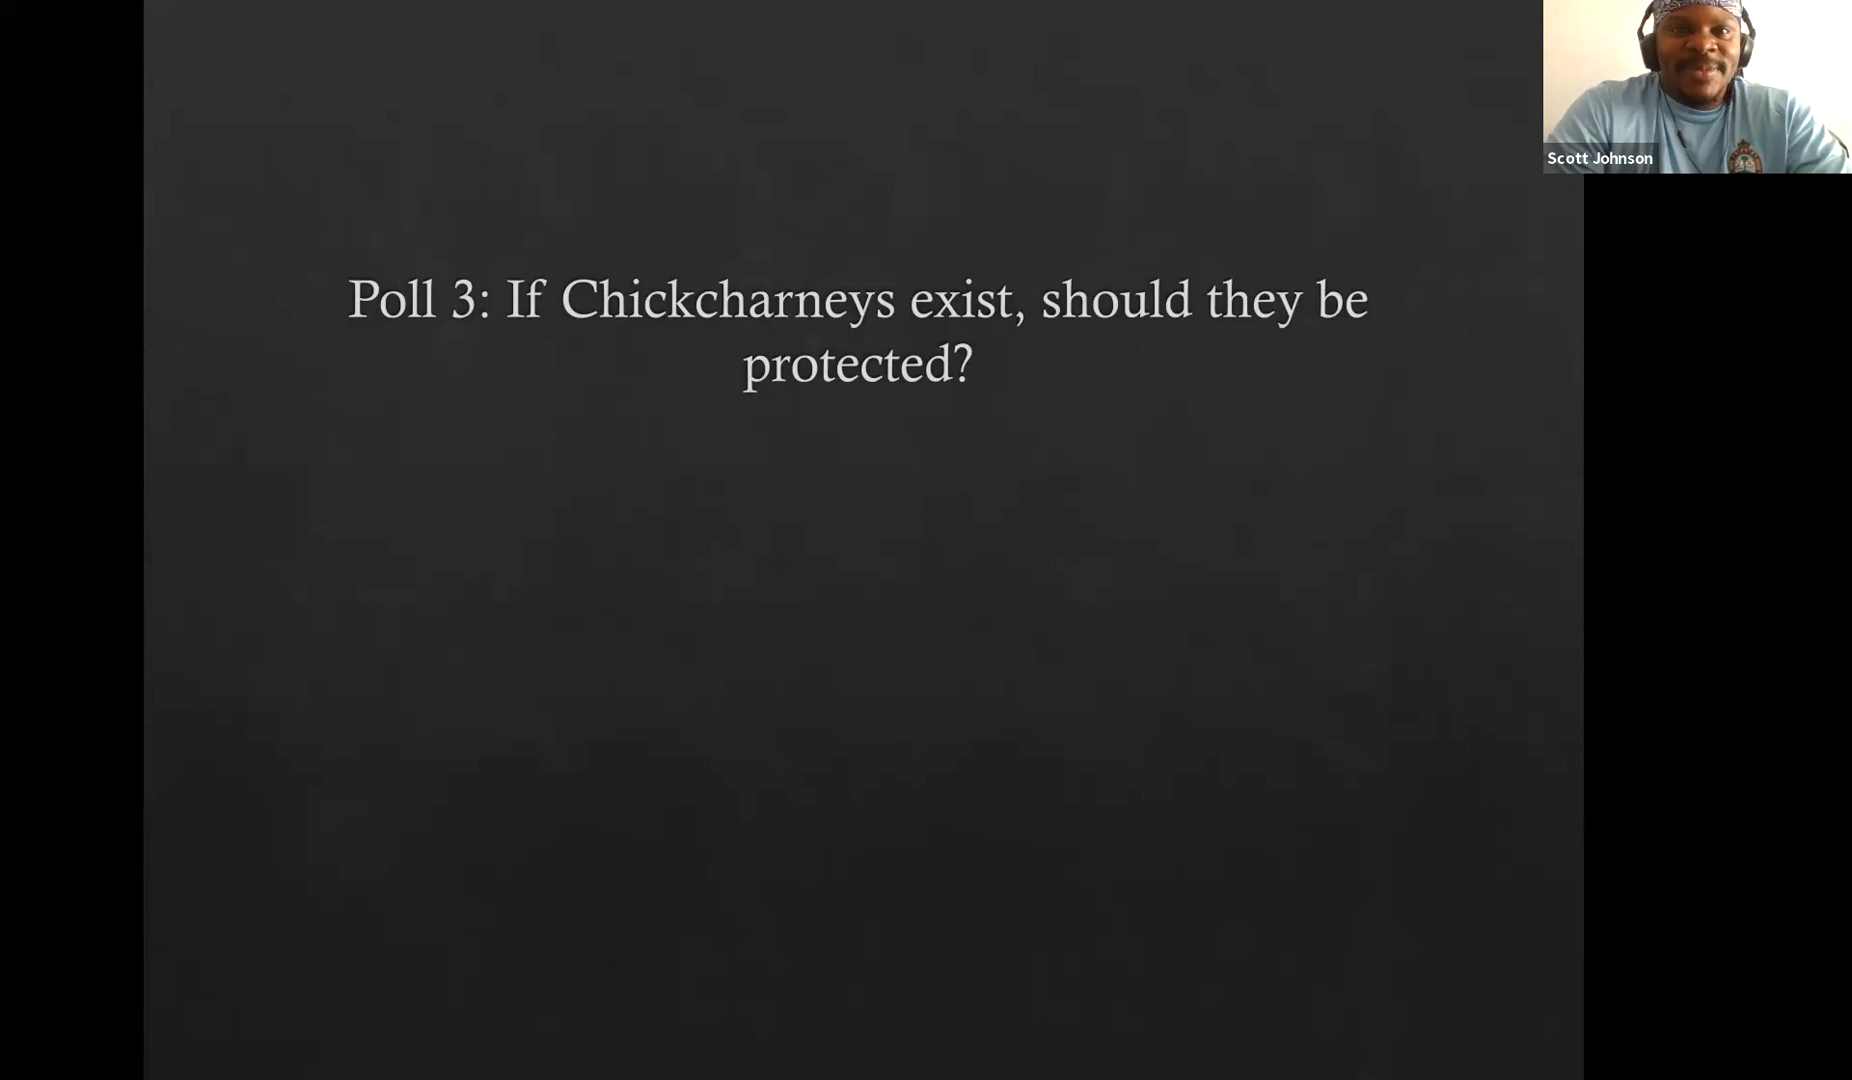 Poll 3: If Chickcharneys exist, should they be
protected?
Scott Johnson